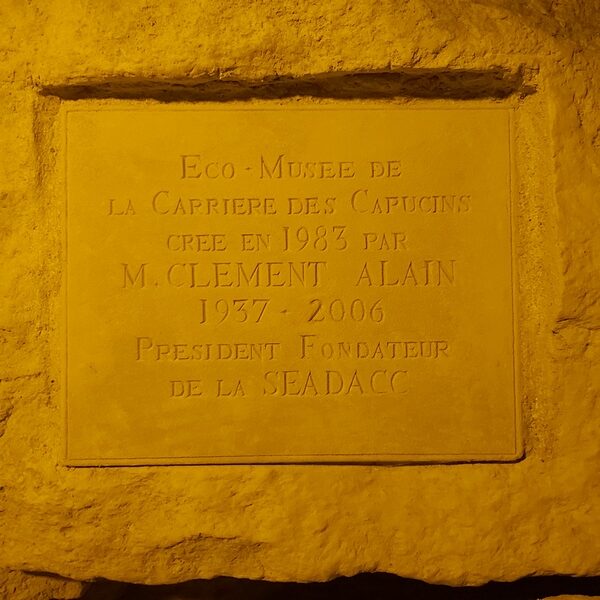 ECO - MUSEE DE
LA CARRIERE DES CAPUCINS
CREE EN 1983 PAR
M. CLEMENT ALAIN
1937 - 2006
PRESIDENT FONDATEUR
DE LA SEADACC